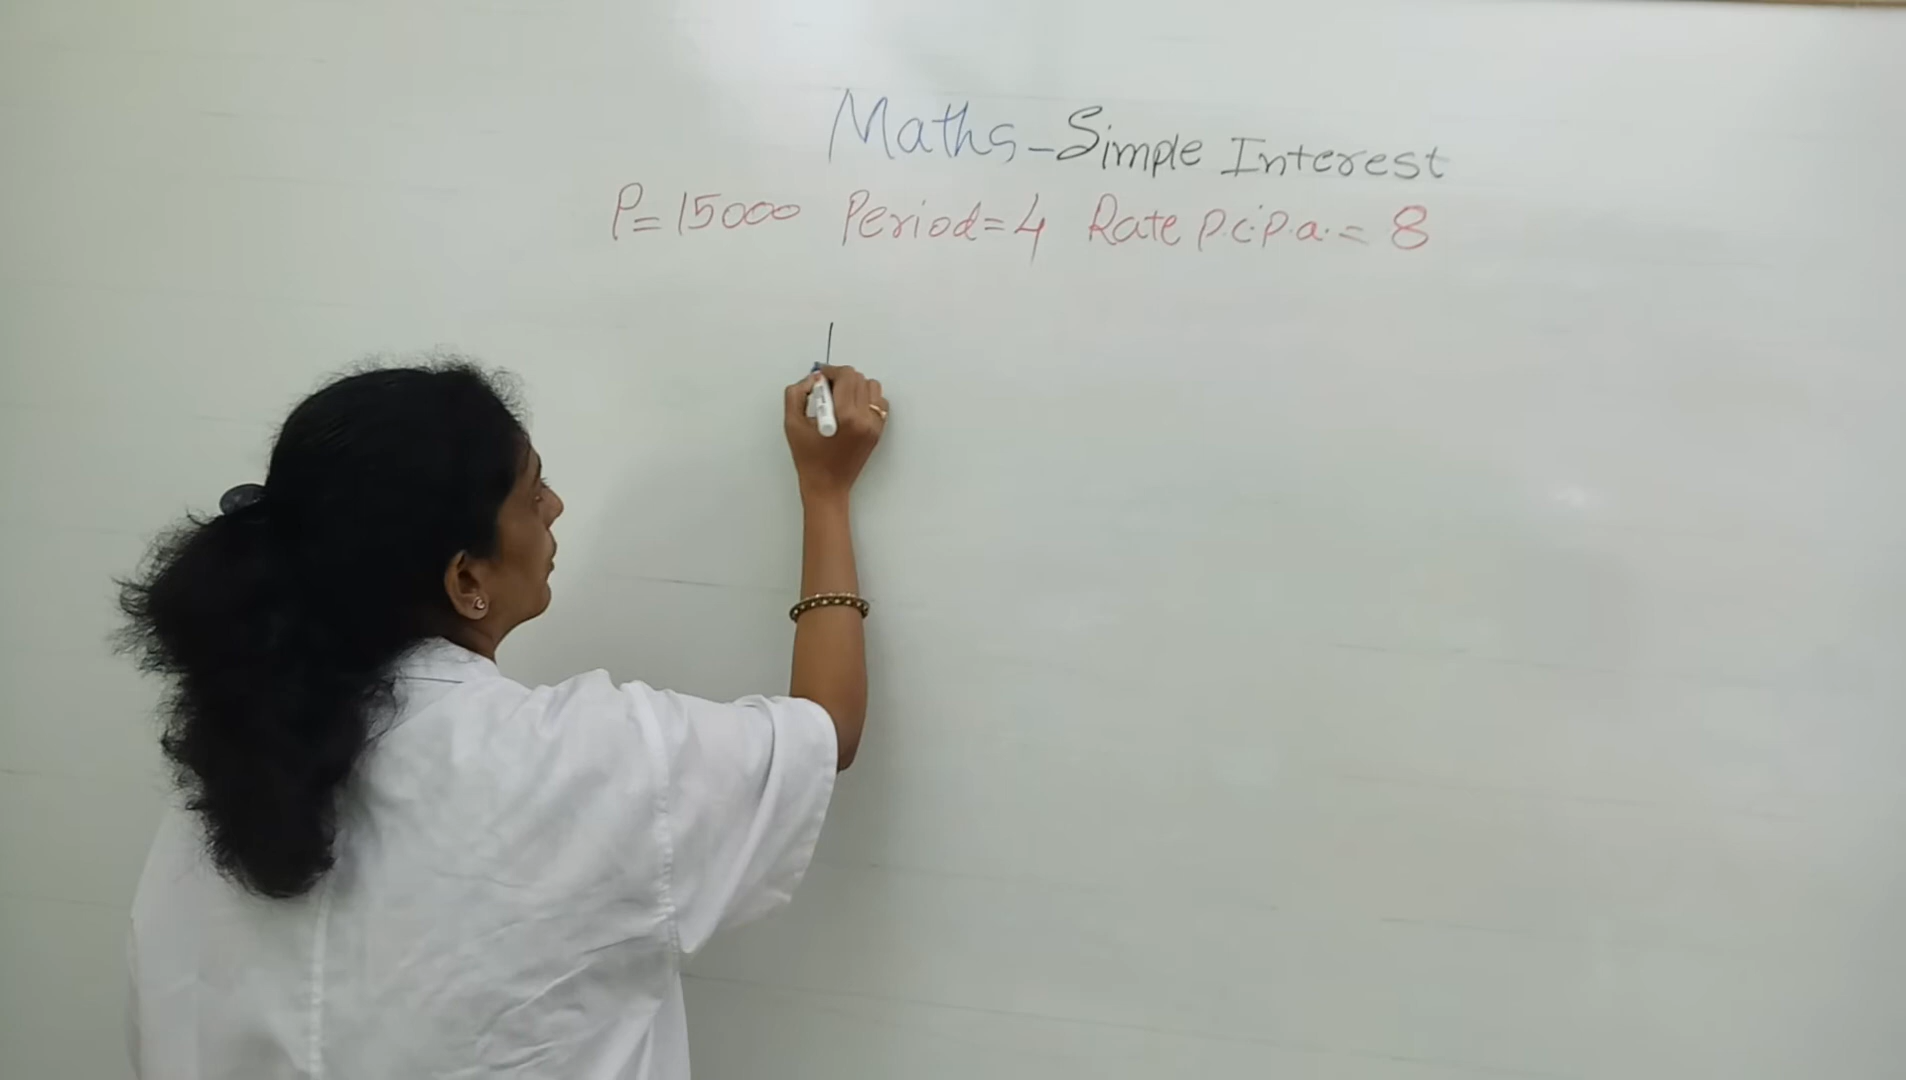 Maths-Simple Interest
P=15000 Period=4 Rate p.c.p.a.=8